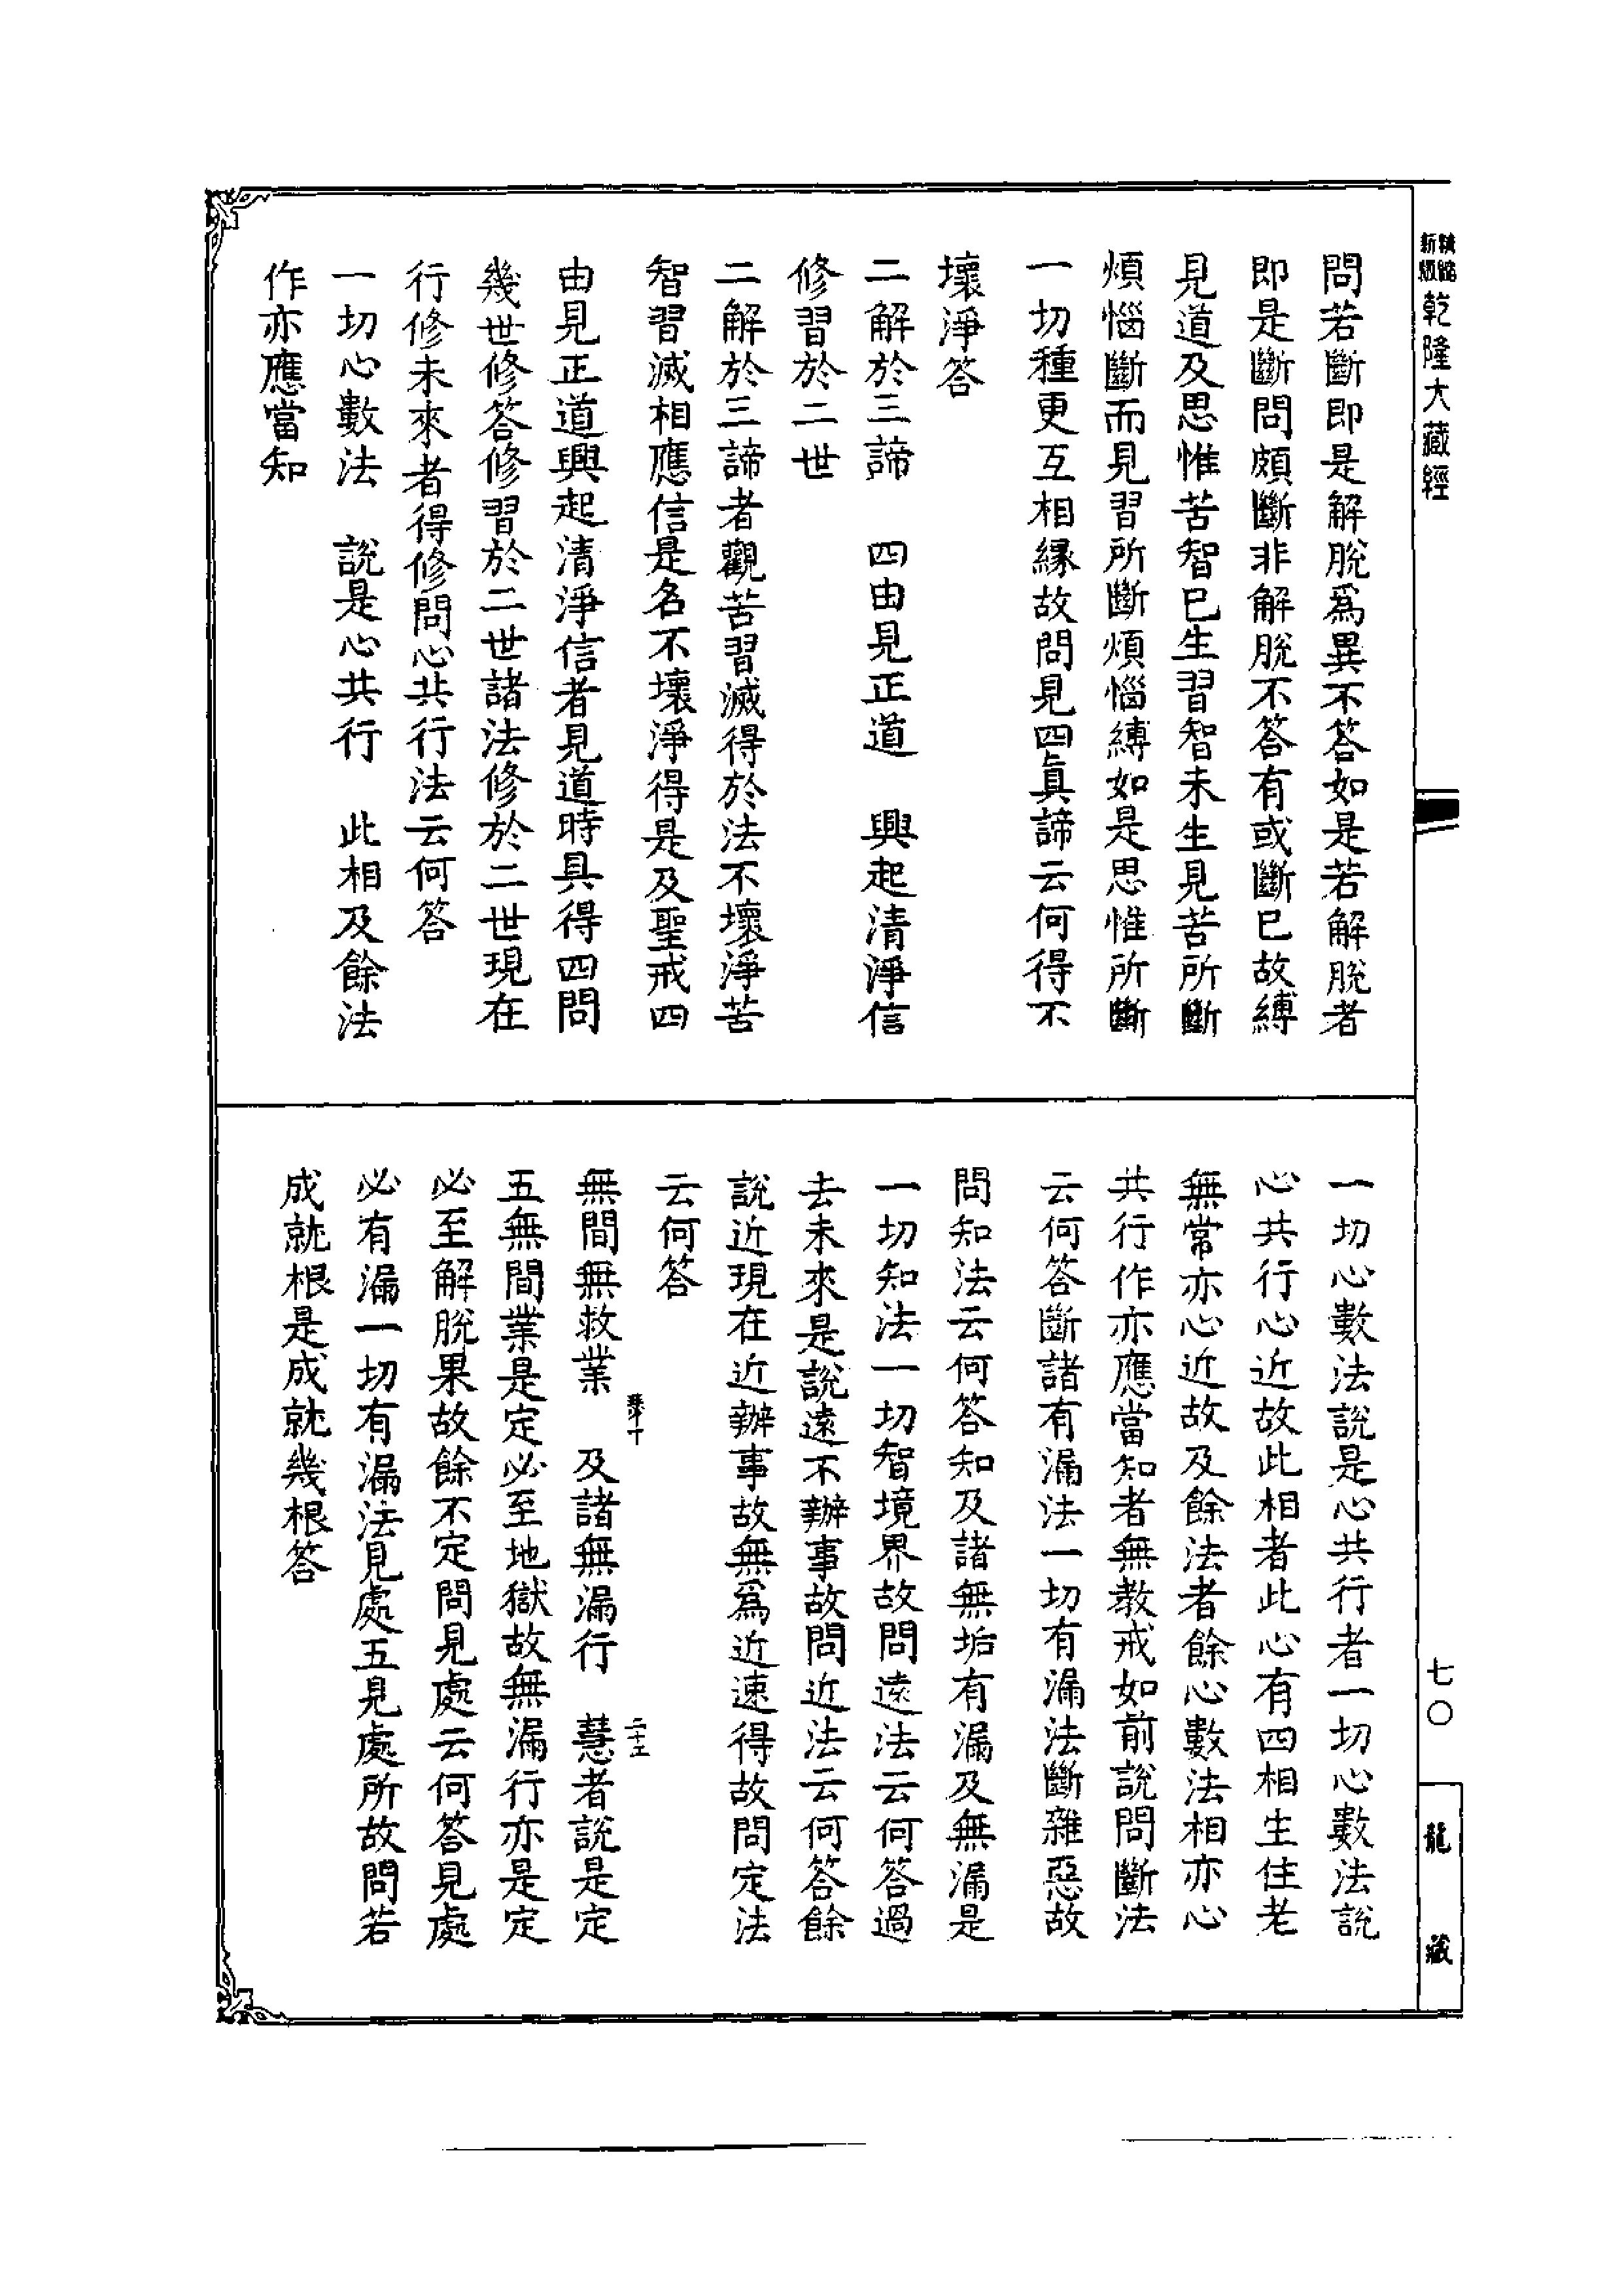 新編縮版 乾隆大藏經
問若斷即是解脫爲異不答如是若解脫者
即是斷問頗斷非解脫不答有或斷已故縛
見道及思惟苦智已生習智未生見苦所斷
煩惱斷而見習所斷煩惱縛如是思惟所斷
一切種更互相緣故問見四真諦云何得不
壞淨答
二解於三諦　四由見正道　興起清淨信
修習於二世
二解於三諦者觀苦習滅得於法不壞淨苦
智習滅相應信是名不壞淨得是及聖戒四
由見正道興起清淨信者見道時具得四問
幾世修答修習於二世諸法修於二世現在
行修未來者得修問心共行法云何答
一切心數法　說是心共行　此相及餘法
作亦應當知
一切心數法說是心共行者一切心數法說
心共行心近故此相者此心有四相生住老
無常亦心近故及餘法者餘心數法相亦心
共行作亦應當知者無教戒如前說問斷法
云何答斷諸有漏法一切有漏法斷雜惡故
問知法云何答知及諸無垢有漏及無漏是
一切知法一切智境界故問遠法云何答過
去未來是說遠不辦事故問近法云何答餘
說近現在近辦事故無爲近速得故問定法
云何答
無間無救業　及諸無漏行　慧者說是定
五無間業是定必至地獄故無漏行亦是定
必至解脫果故餘不定問見處云何答見處
必有漏一切有漏法見處五見處所故問若
成就根是成就幾根答
七〇
龍藏